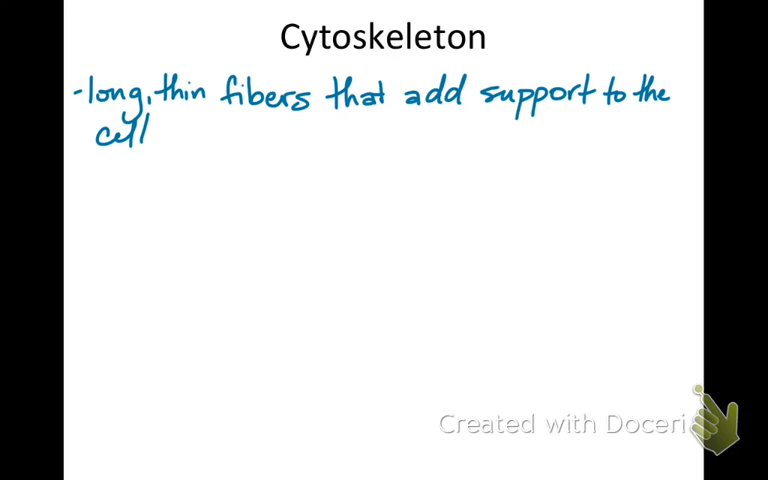 Cytoskeleton
-long, thin fibers that add support to the
cell
Created with Doceri